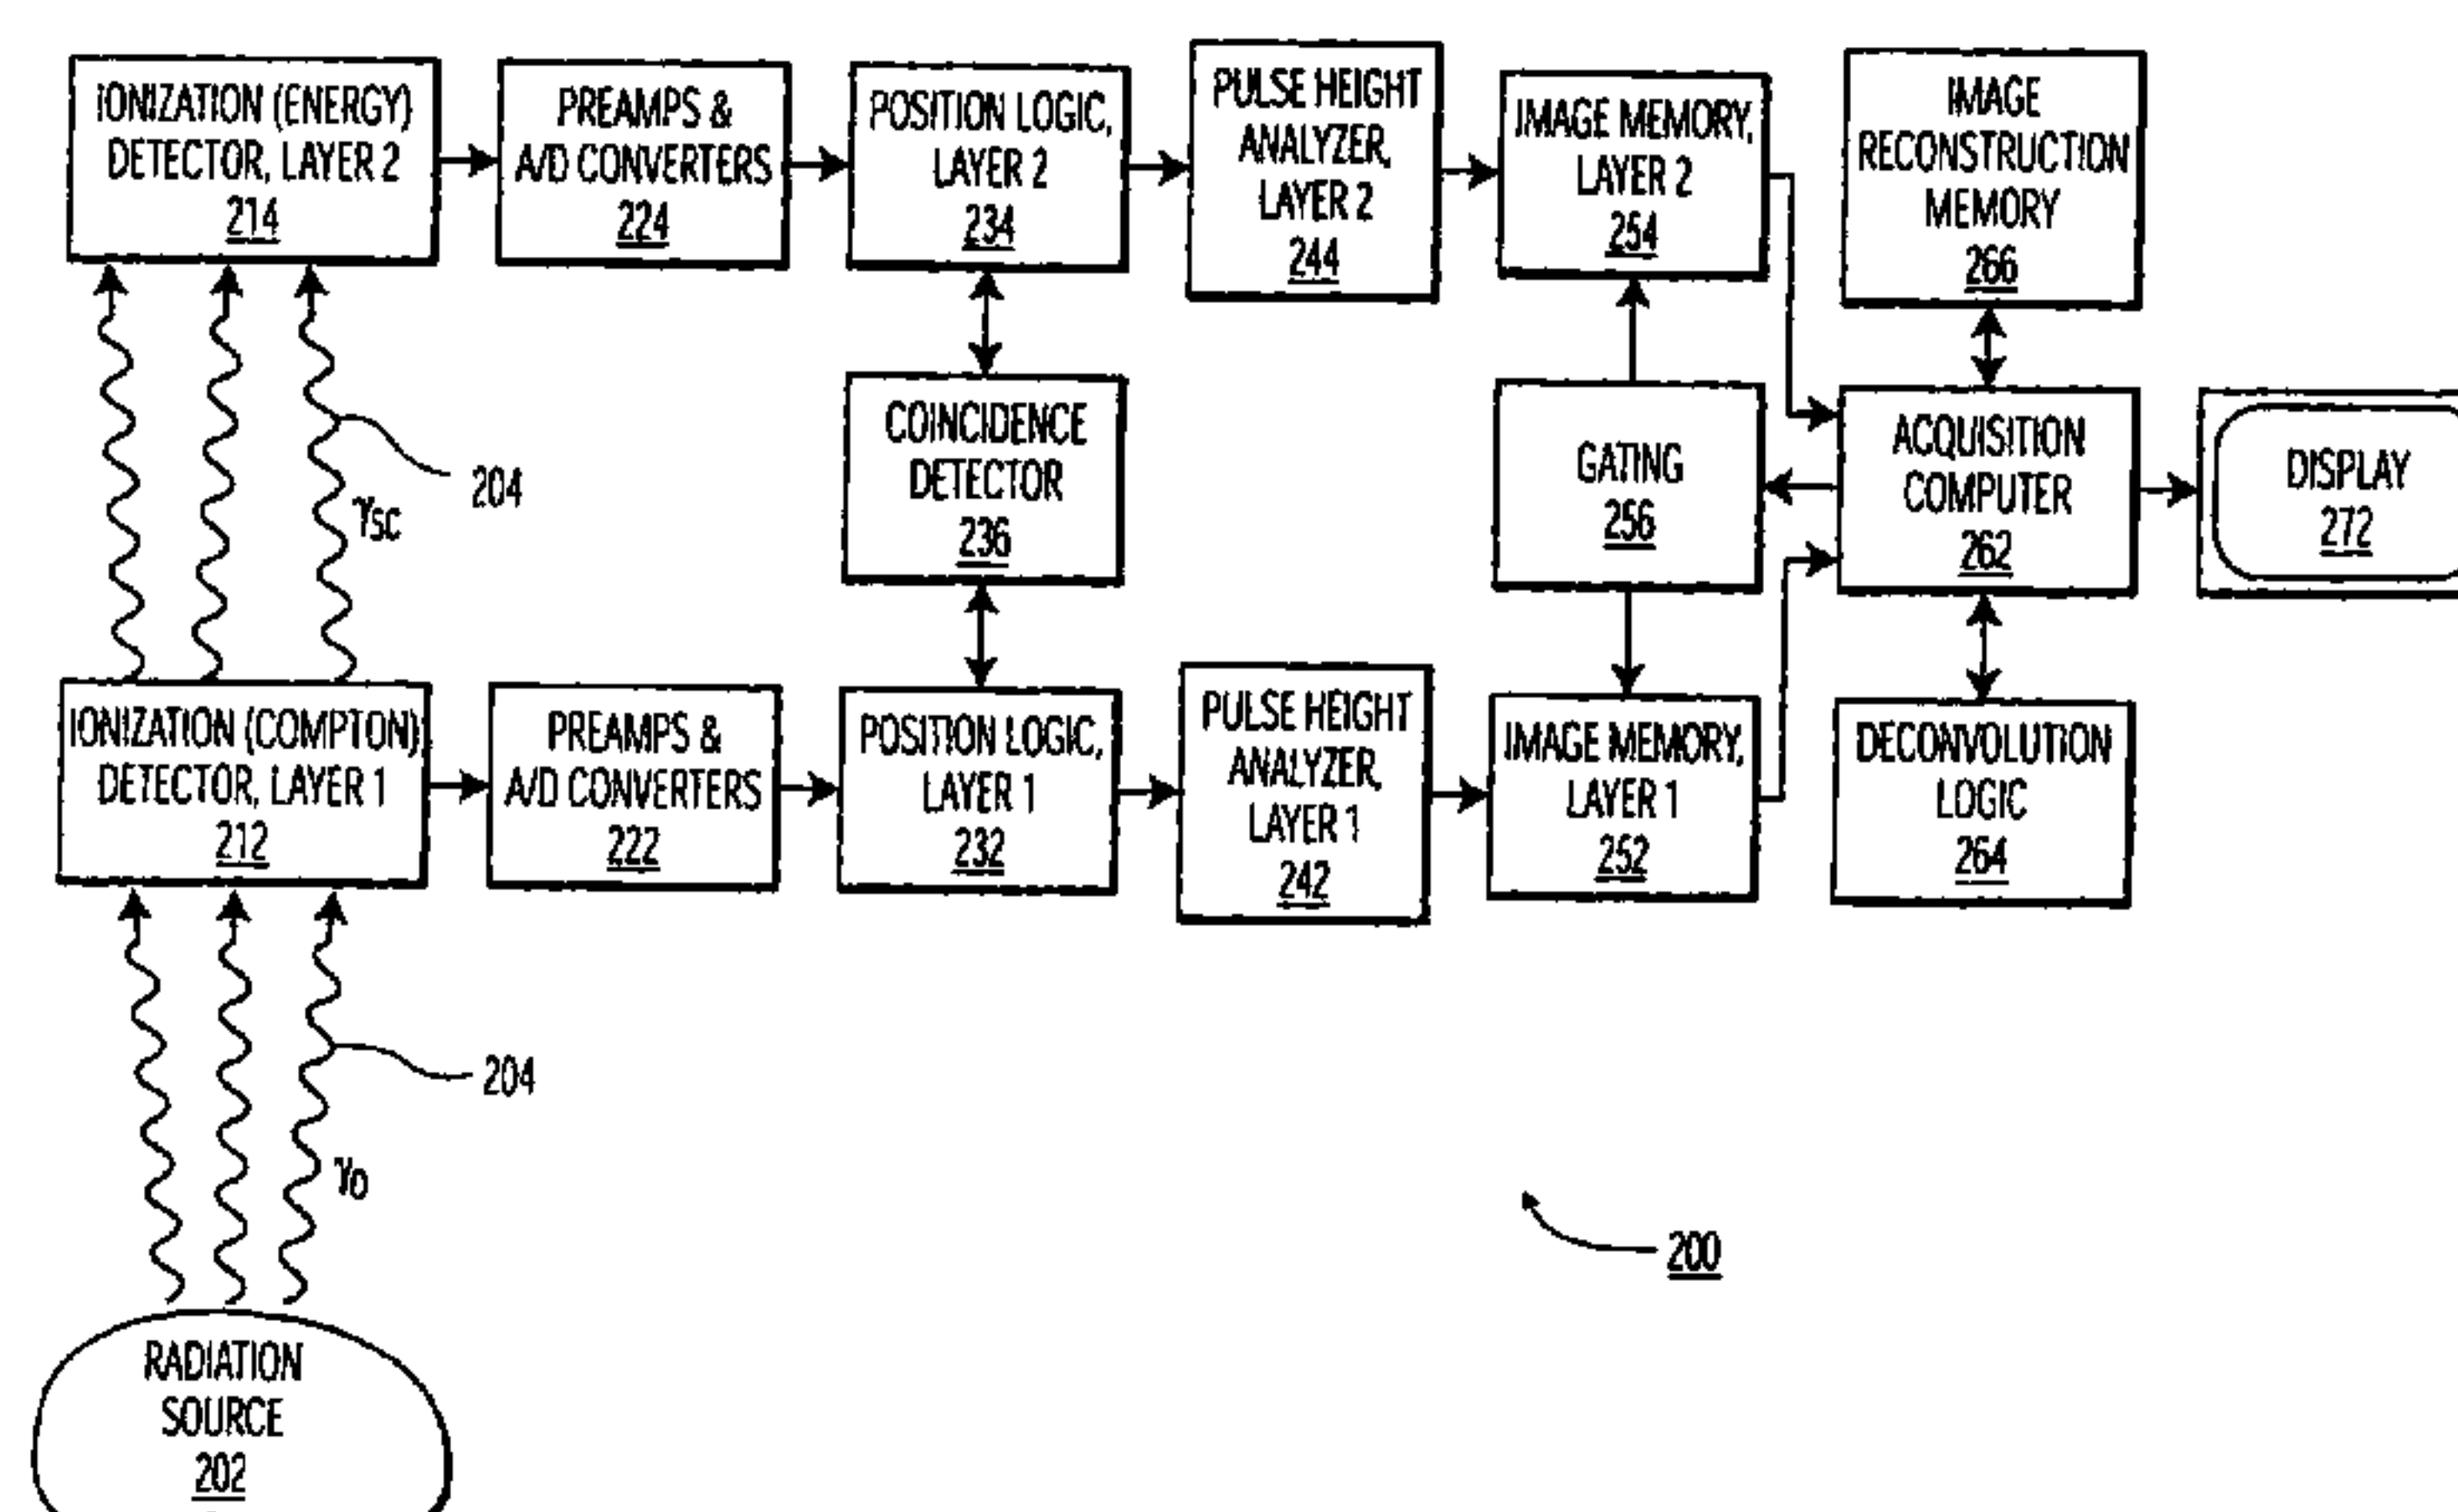 IONIZATION (ENERGY)
DETECTOR, LAYER 2
214
PREAMPS &
A/D CONVERTERS
224
POSITION LOGIC,
LAYER 2
234
PULSE HEIGHT
ANALYZER,
LAYER 2
244
IMAGE MEMORY,
LAYER 2
254
IMAGE
RECONSTRUCTION
MEMORY
266
204
γSC
COINCIDENCE
DETECTOR
236
GATING
256
ACQUISITION
COMPUTER
262
DISPLAY
272
IONIZATION (COMPTON)
DETECTOR, LAYER 1
212
PREAMPS &
A/D CONVERTERS
222
POSITION LOGIC,
LAYER 1
232
PULSE HEIGHT
ANALYZER,
LAYER 1
242
IMAGE MEMORY,
LAYER 1
252
DECONVOLUTION
LOGIC
264
204
γ0
200
RADIATION
SOURCE
202